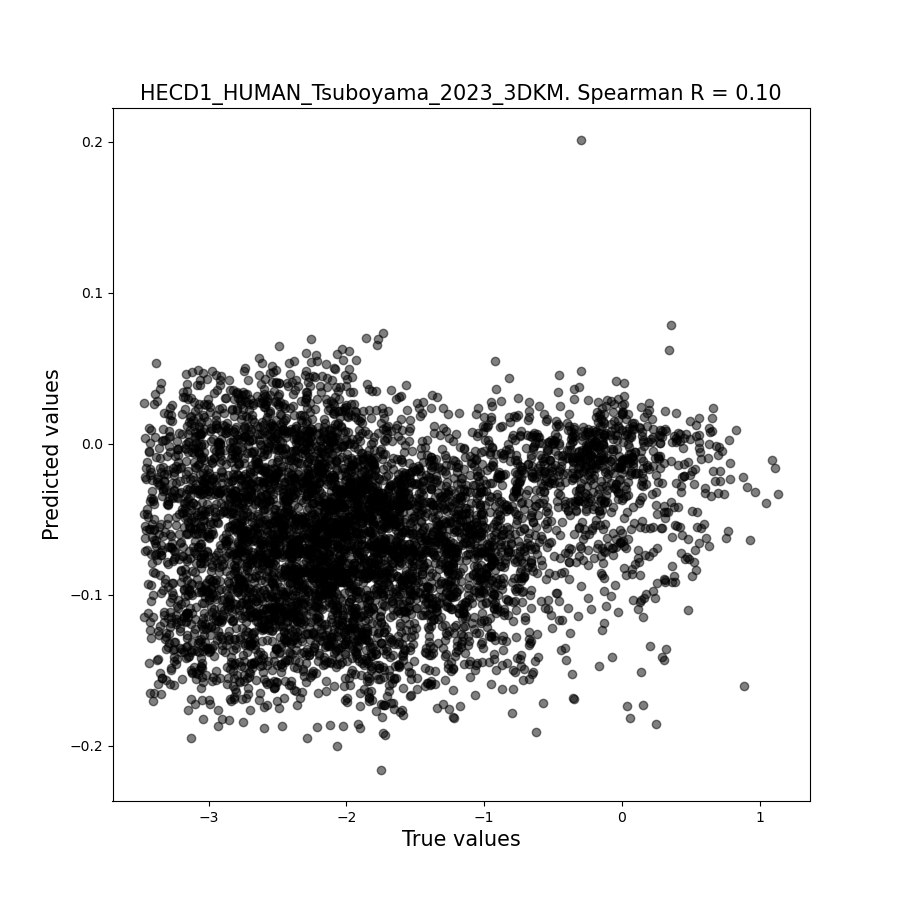 HECD1_HUMAN_Tsuboyama_2023_3DKM. Spearman R = 0.10
0.2
0.1
0.0
−0.1
−0.2
Predicted values
−3 −2 −1 0 1
True values